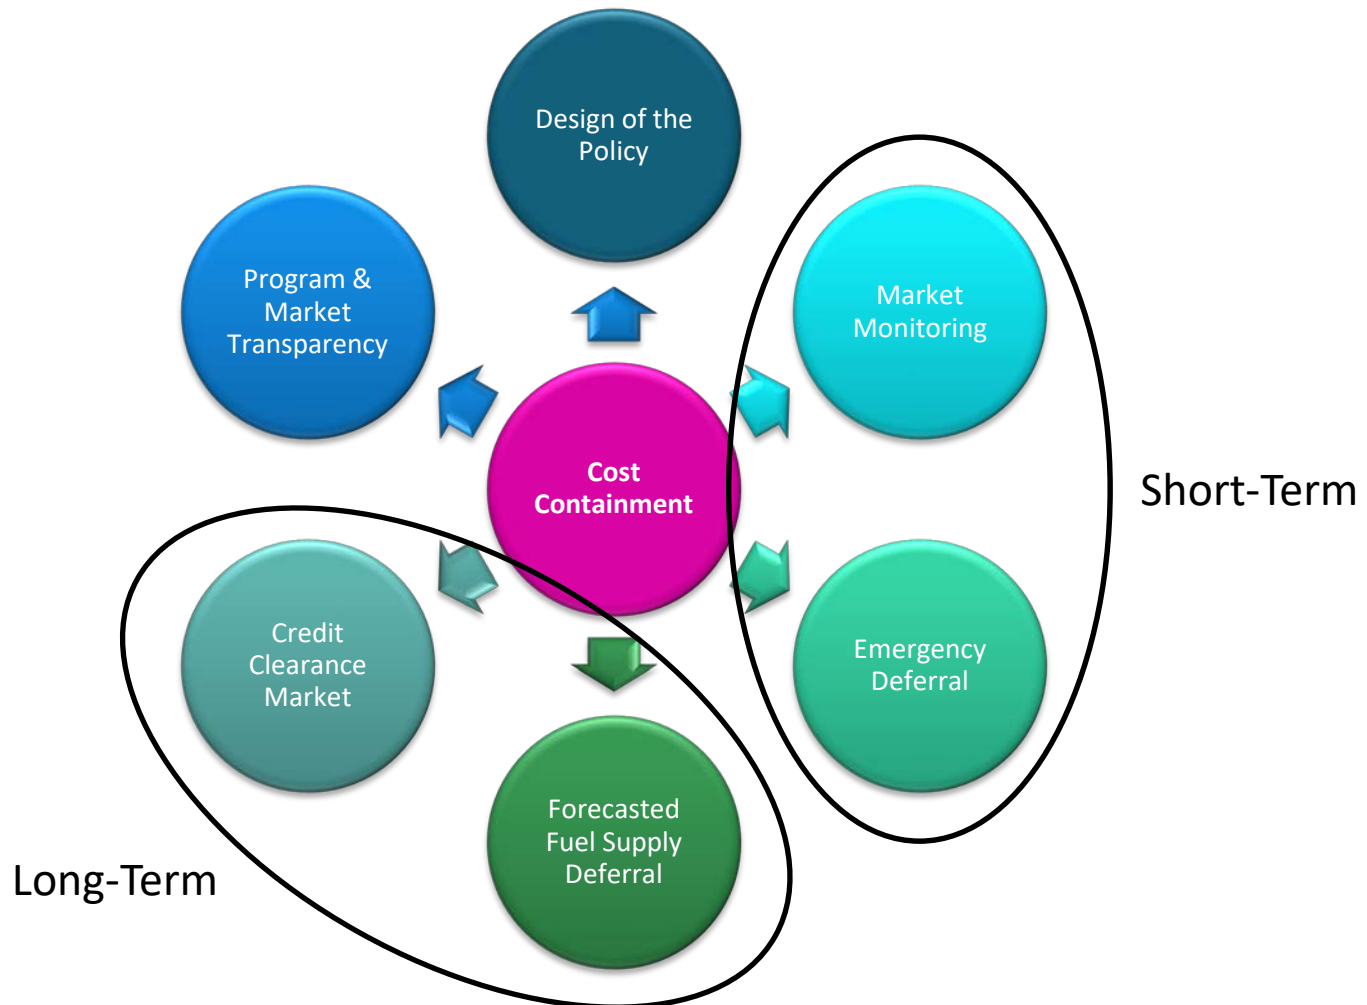 Design of the
Policy
Program &
Market
Transparency
Market
Monitoring
Cost
Containment
Short-Term
Credit
Clearance
Market
Emergency
Deferral
Forecasted
Fuel Supply
Deferral
Long-Term